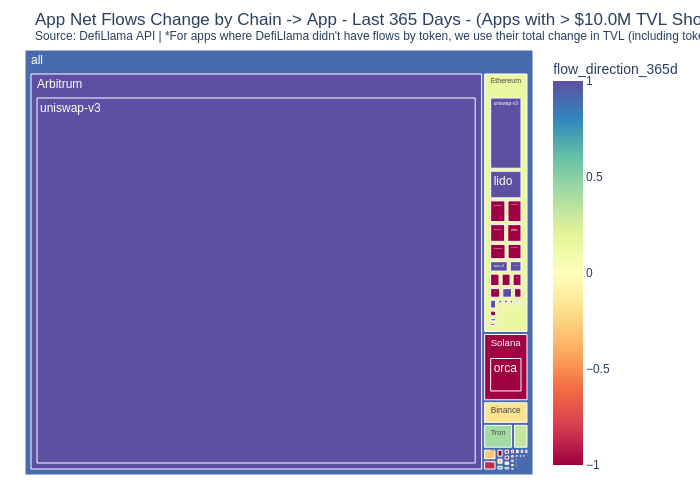 App Net Flows Change by Chain -> App - Last 365 Days - (Apps with > $10.0M TVL Sho
Source: DefiLlama API | *For apps where DefiLlama didn't have flows by token, we use their total change in TVL (including toke
all
Arbitrum
uniswap-v3
Ethereum
uniswap-v3
lido
Solana
orca
Binance
Tron
flow_direction_365d
1
0.5
0
−0.5
−1